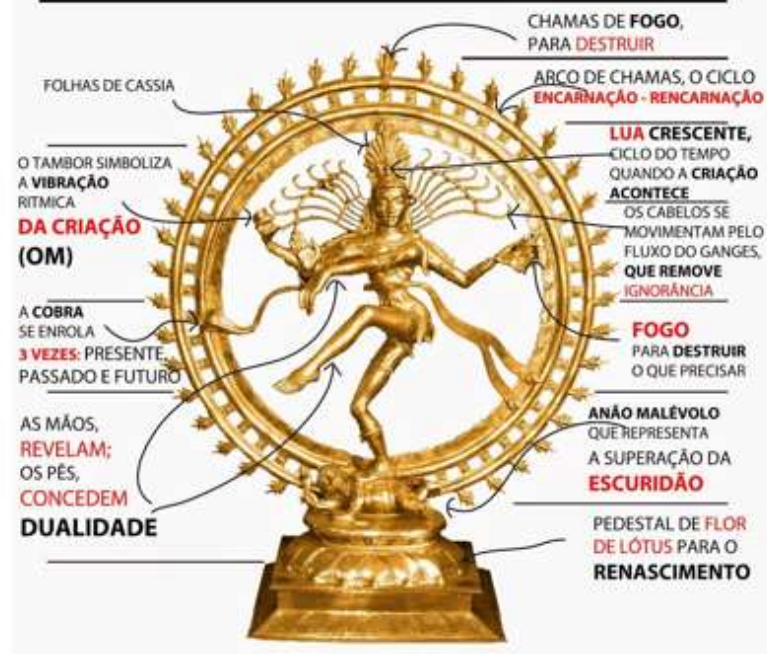 CHAMAS DE FOGO,
PARA DESTRUIR
FOLHAS DE CASSIA
ARCO DE CHAMAS, O CICLO
ENCARNAÇÃO - RENCARNAÇÃO
LUA CRESCENTE,
CICLO DO TEMPO
QUANDO A CRIAÇÃO
ACONTECE
O TAMBOR SIMBOLIZA
A VIBRAÇÃO
RITMICA
DA CRIAÇÃO
(OM)
OS CABELOS SE
MOVIMENTAM PELO
FLUXO DO GANGES,
QUE REMOVE
IGNORÂNCIA
A COBRA
SE ENROLA
3 VEZES: PRESENTE,
PASSADO E FUTURO
FOGO
PARA DESTRUIR
O QUE PRECISAR
AS MÃOS,
REVELAM;
OS PÉS,
CONCEDEM
DUALIDADE
ANÃO MALÉVOLO
QUE REPRESENTA
A SUPERAÇÃO DA
ESCURIDÃO
PEDESTAL DE FLOR
DE LÓTUS PARA O
RENASCIMENTO